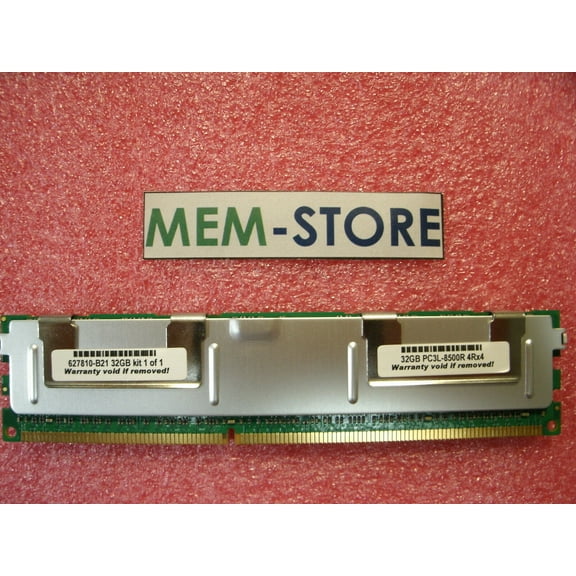 MEM-STORE
627810-B21 32GB kit 1 of 1
Warranty void if removed!
32GB PC3L-8500R 4Rx4
Warranty void if removed!